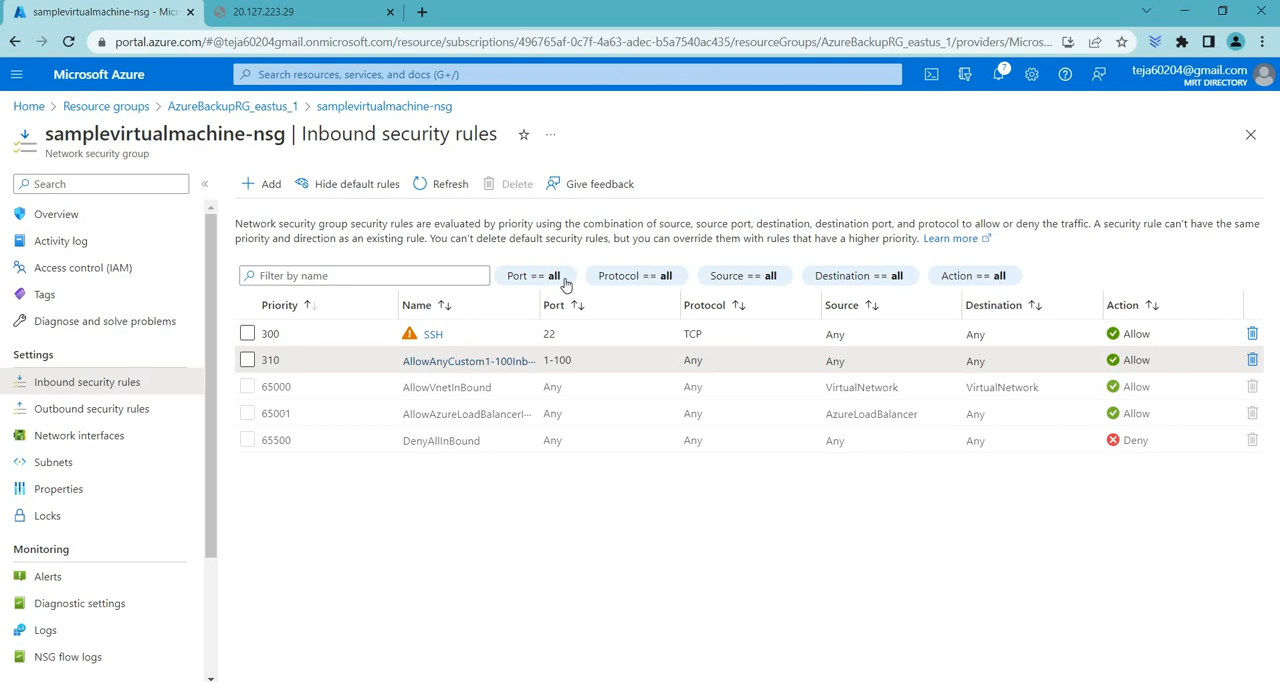 samplevirtualmachine-nsg - Mic
20.127.223.29
portal.azure.com/#@teja60204gmail.onmicrosoft.com/resource/subscriptions/496765af-0c7f-4a63-adec-b5a7540ac435/resourceGroups/AzureBackupRG_eastus_1/providers/Micros...
Microsoft Azure
Search resources, services, and docs (G+/)
7
teja60204@gmail.com
MRT DIRECTORY
Home > Resource groups > AzureBackupRG_eastus_1 > samplevirtualmachine-nsg
samplevirtualmachine-nsg | Inbound security rules
Network security group
Search
Add Hide default rules Refresh Delete Give feedback
Overview
Activity log
Access control (IAM)
Tags
Diagnose and solve problems
Settings
Inbound security rules
Outbound security rules
Network interfaces
Subnets
Properties
Locks
Monitoring
Alerts
Diagnostic settings
Logs
NSG flow logs
Network security group security rules are evaluated by priority using the combination of source, source port, destination, destination port, and protocol to allow or deny the traffic. A security rule can't have the same
priority and direction as an existing rule. You can't delete default security rules, but you can override them with rules that have a higher priority. Learn more
Filter by name
Port == all Protocol == all Source == all Destination == all Action == all
Priority Name Port Protocol Source Destination Action
300 SSH 22 TCP Any Any Allow
310 AllowAnyCustom1-100Inb... 1-100 Any Any Any Allow
65000 AllowVnetInBound Any Any VirtualNetwork VirtualNetwork Allow
65001 AllowAzureLoadBalancerI... Any Any AzureLoadBalancer Any Allow
65500 DenyAllInBound Any Any Any Any Deny